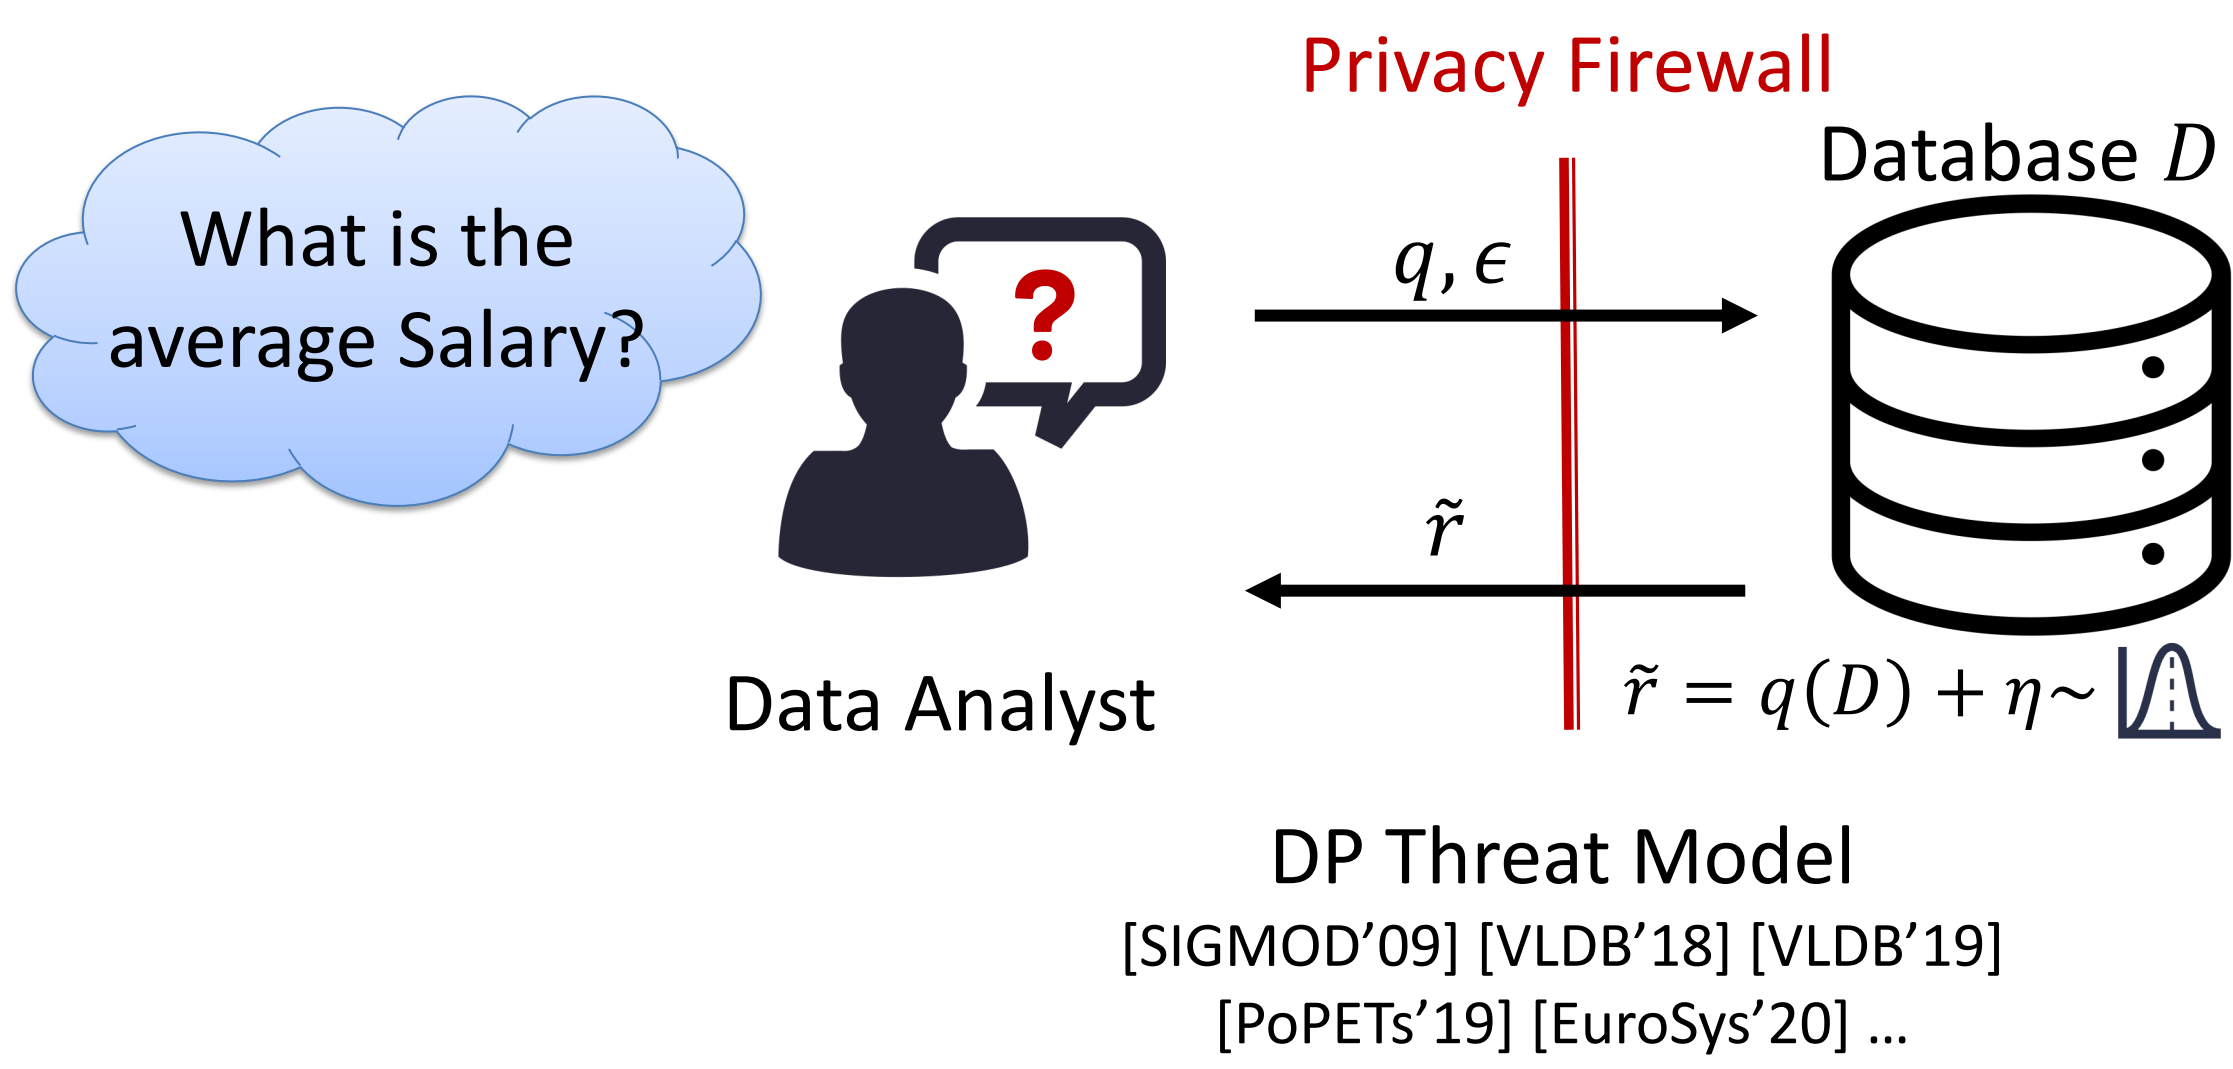 Privacy Firewall
Database 𝐷
What is the
average Salary?
?
𝑞, 𝜖
r̃
r̃ = 𝑞(𝐷) + 𝜂~
Data Analyst
DP Threat Model
[SIGMOD’09] [VLDB’18] [VLDB’19]
[PoPETs’19] [EuroSys’20] …